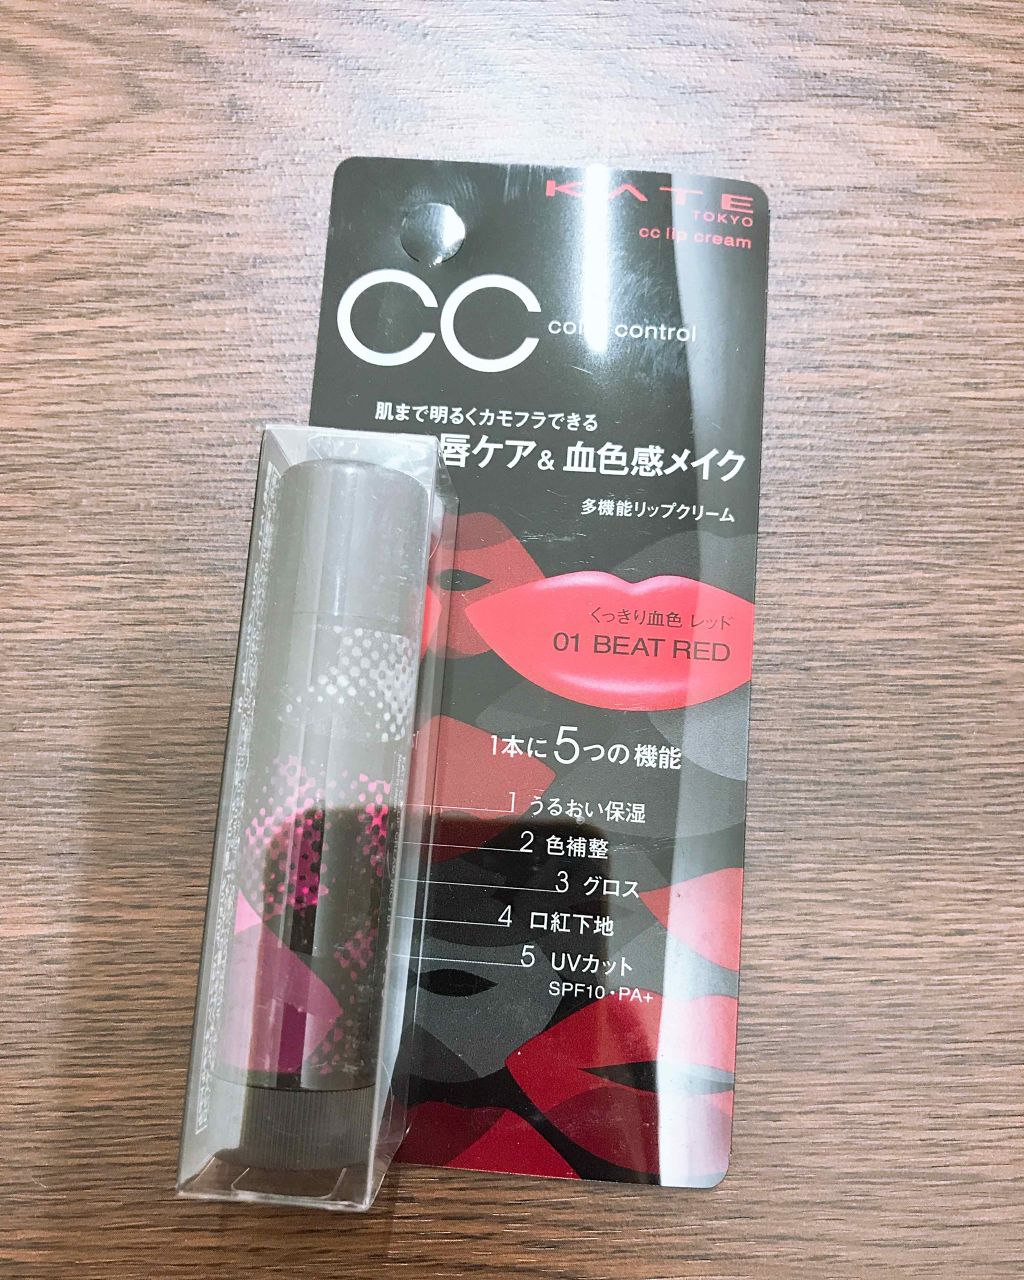 KATE
TOKYO
cc lip cream
CC color control
肌まで明るくカモフラできる
唇ケア&血色感メイク
多機能リップクリーム
くっきり血色 レッド
01 BEAT RED
1本に5つの機能
1 うるおい保湿
2 色補整
3 グロス
4 口紅下地
5 UVカット
SPF10・PA+